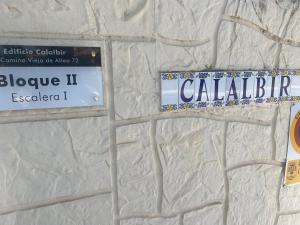 Edificio Calalbir
Camino Viejo de Altea 72
Bloque II
Escalera I
CALALBIR